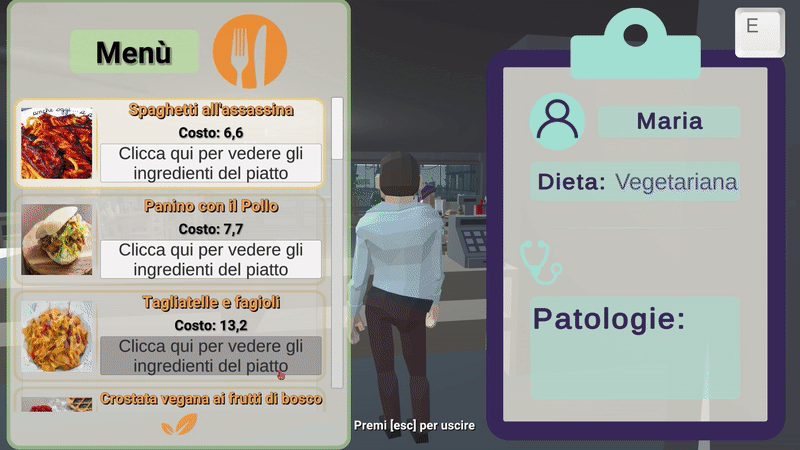 Menù
Spaghetti all'assassina
Costo: 6,6
Clicca qui per vedere gli
ingredienti del piatto
Panino con il Pollo
Costo: 7,7
Clicca qui per vedere gli
ingredienti del piatto
Tagliatelle e fagioli
Costo: 13,2
Clicca qui per vedere gli
ingredienti del piatto
Crostata vegana ai frutti di bosco
Premi [esc] per uscire
E
Maria
Dieta: Vegetariana
Patologie: